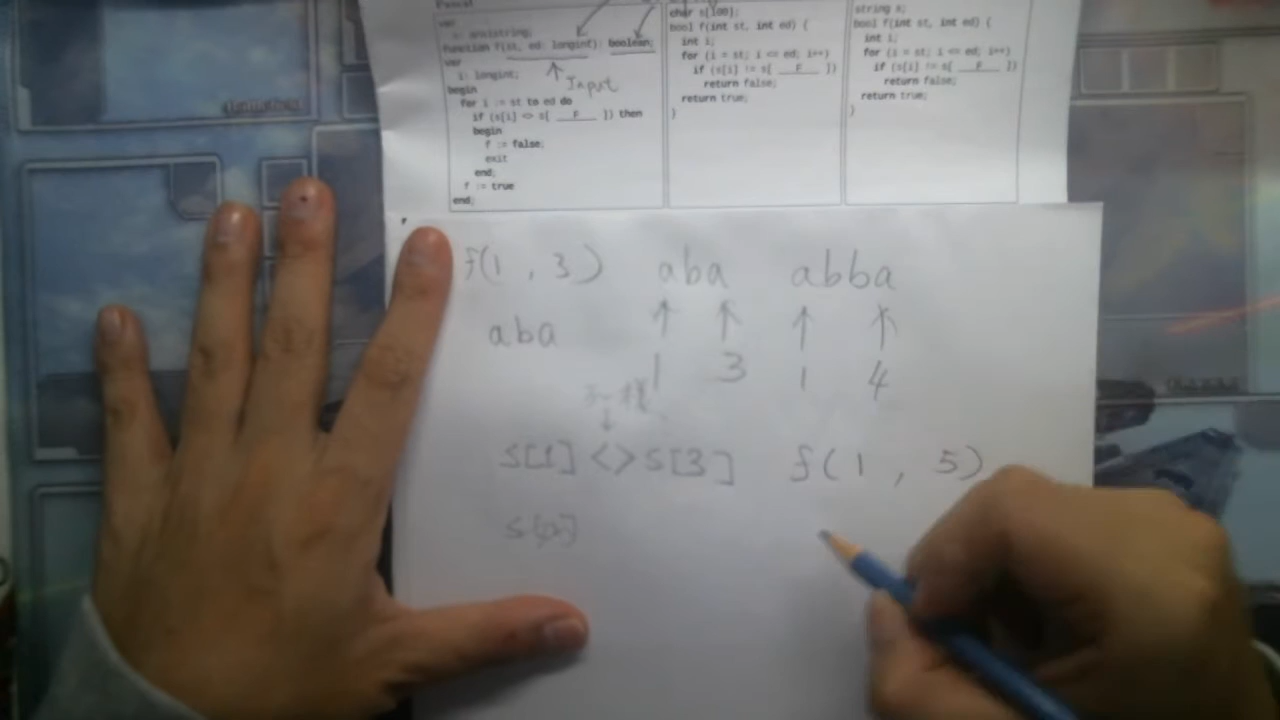 Pascal
var
s: ansistring;
function f(st, ed: longint): boolean;
var
i: longint;
begin
for i := st to ed do
if (s[i] <> s[ F ]) then
begin
f := false;
exit
end;
f := true
end;
Input
char s[100];
bool f(int st, int ed) {
int i;
for (i = st; i <= ed; i++)
if (s[i] != s[ F ])
return false;
return true;
}
string s;
bool f(int st, int ed) {
int i;
for (i = st; i <= ed; i++)
if (s[i] != s[ F ])
return false;
return true;
}
f(1 , 3) aba abba
aba
1 3 1 4
s[1] <> s[3] f(1 , 5)